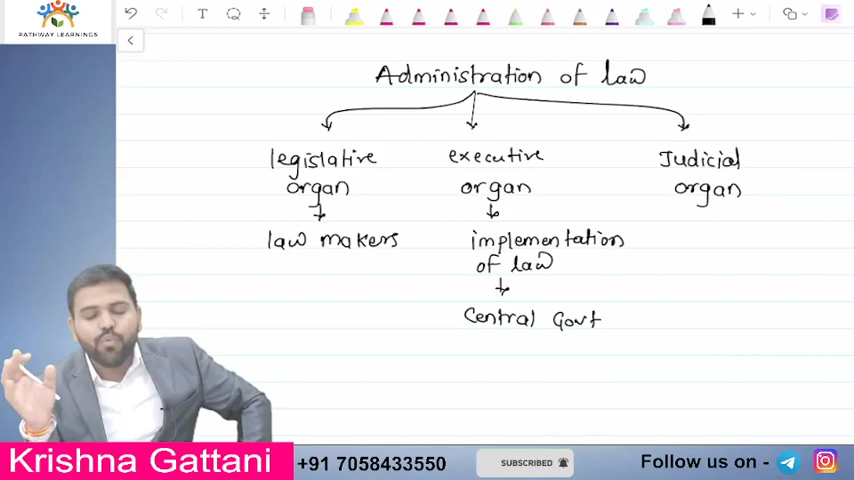 PATHWAY LEARNINGS
Administration of law
legislative executive Judicial
organ organ organ
law makers implementation
of law
Central Govt
Krishna Gattani +91 7058433550 SUBSCRIBED Follow us on -